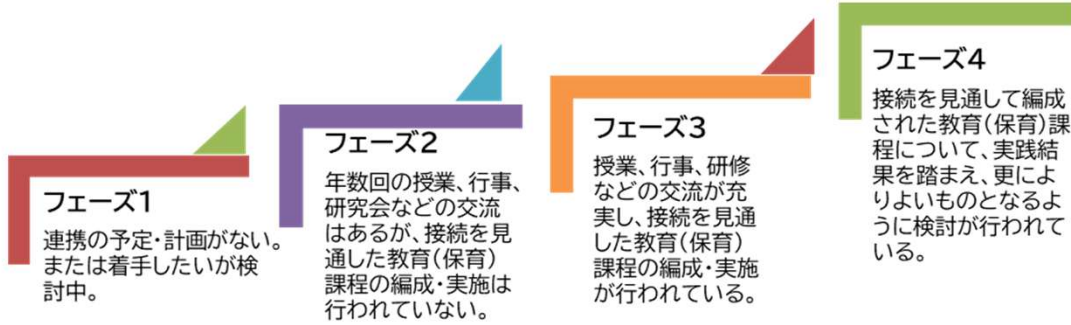 フェーズ1
連携の予定・計画がない。
または着手したいが検
討中。
フェーズ2
年数回の授業、行事、
研究会などの交流
はあるが、接続を見
通した教育(保育)
課程の編成・実施は
行われていない。
フェーズ3
授業、行事、研修
などの交流が充
実し、接続を見通
した教育(保育)
課程の編成・実施
が行われている。
フェーズ4
接続を見通して編成
された教育(保育)課
程について、実践結
果を踏まえ、更によ
りよいものとなるよ
うに検討が行われて
いる。